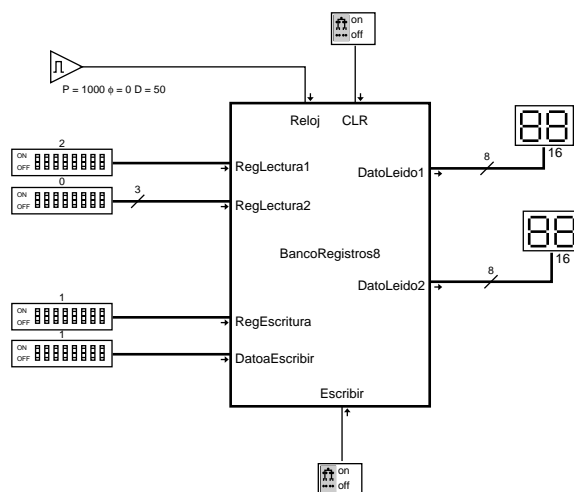 on
off
P = 1000 ϕ = 0 D = 50
Reloj CLR
2
ON
OFF
RegLectura1
DatoLeido1
8
16
0
ON
OFF
3
RegLectura2
BancoRegistros8
8
16
DatoLeido2
1
ON
OFF
RegEscritura
1
ON
OFF
DatoaEscribir
Escribir
on
off